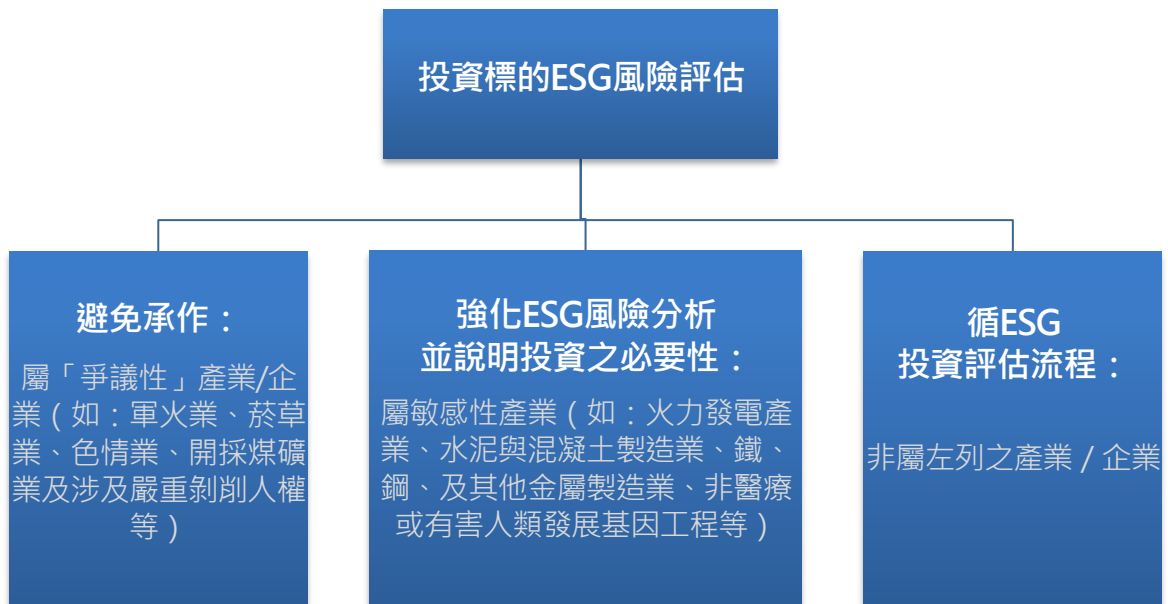 投資標的ESG風險評估
避免承作：
屬「爭議性」產業/企
業（如：軍火業、菸草
業、色情業、開採煤礦
業及涉及嚴重剝削人權
等）
強化ESG風險分析
並說明投資之必要性：
屬敏感性產業（如：火力發電產
業、水泥與混凝土製造業、鐵、
鋼、及其他金屬製造業、非醫療
或有害人類發展基因工程等）
循ESG
投資評估流程：
非屬左列之產業 / 企業